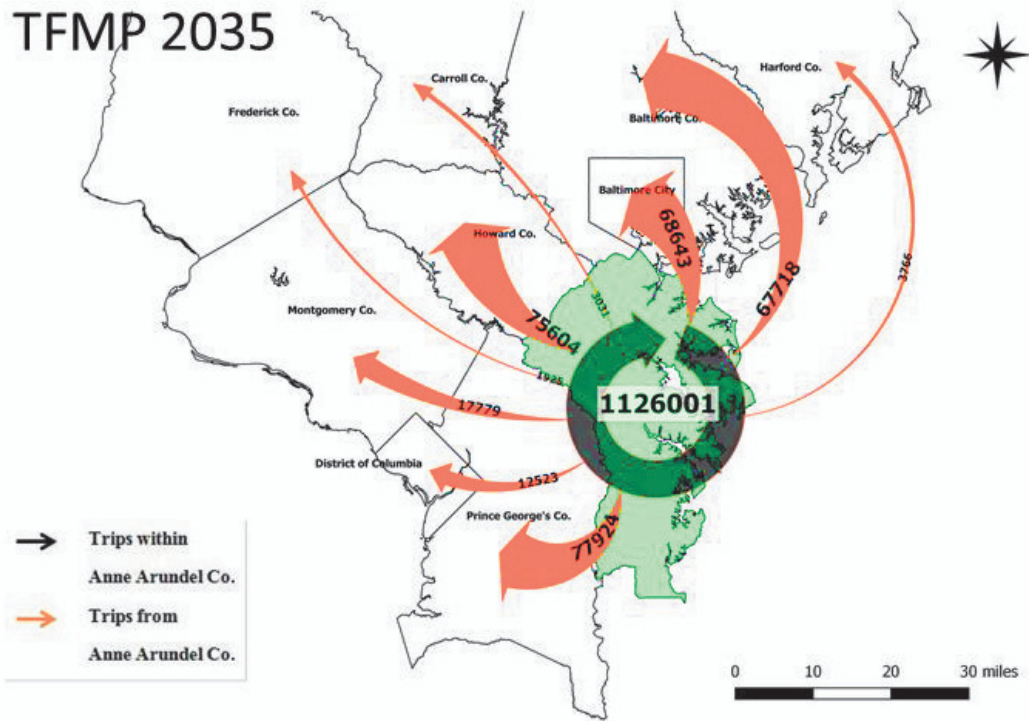 TFMP 2035
Carroll Co.
Harford Co.
Frederick Co.
Baltimore Co.
Baltimore City
Howard Co.
68643
67718
3766
3031
75604
Montgomery Co.
1925
1126001
17779
District of Columbia
12523
Prince George's Co.
77924
Trips within
Anne Arundel Co.
Trips from
Anne Arundel Co.
0 10 20 30 miles